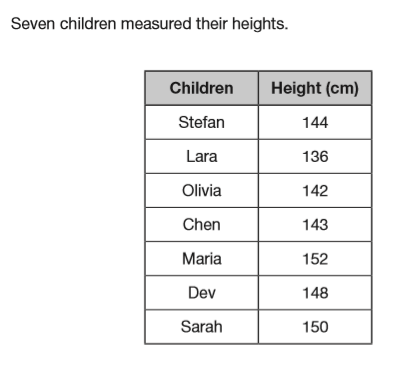 Seven children measured their heights.
Children Height (cm)
Stefan 144
Lara 136
Olivia 142
Chen 143
Maria 152
Dev 148
Sarah 150